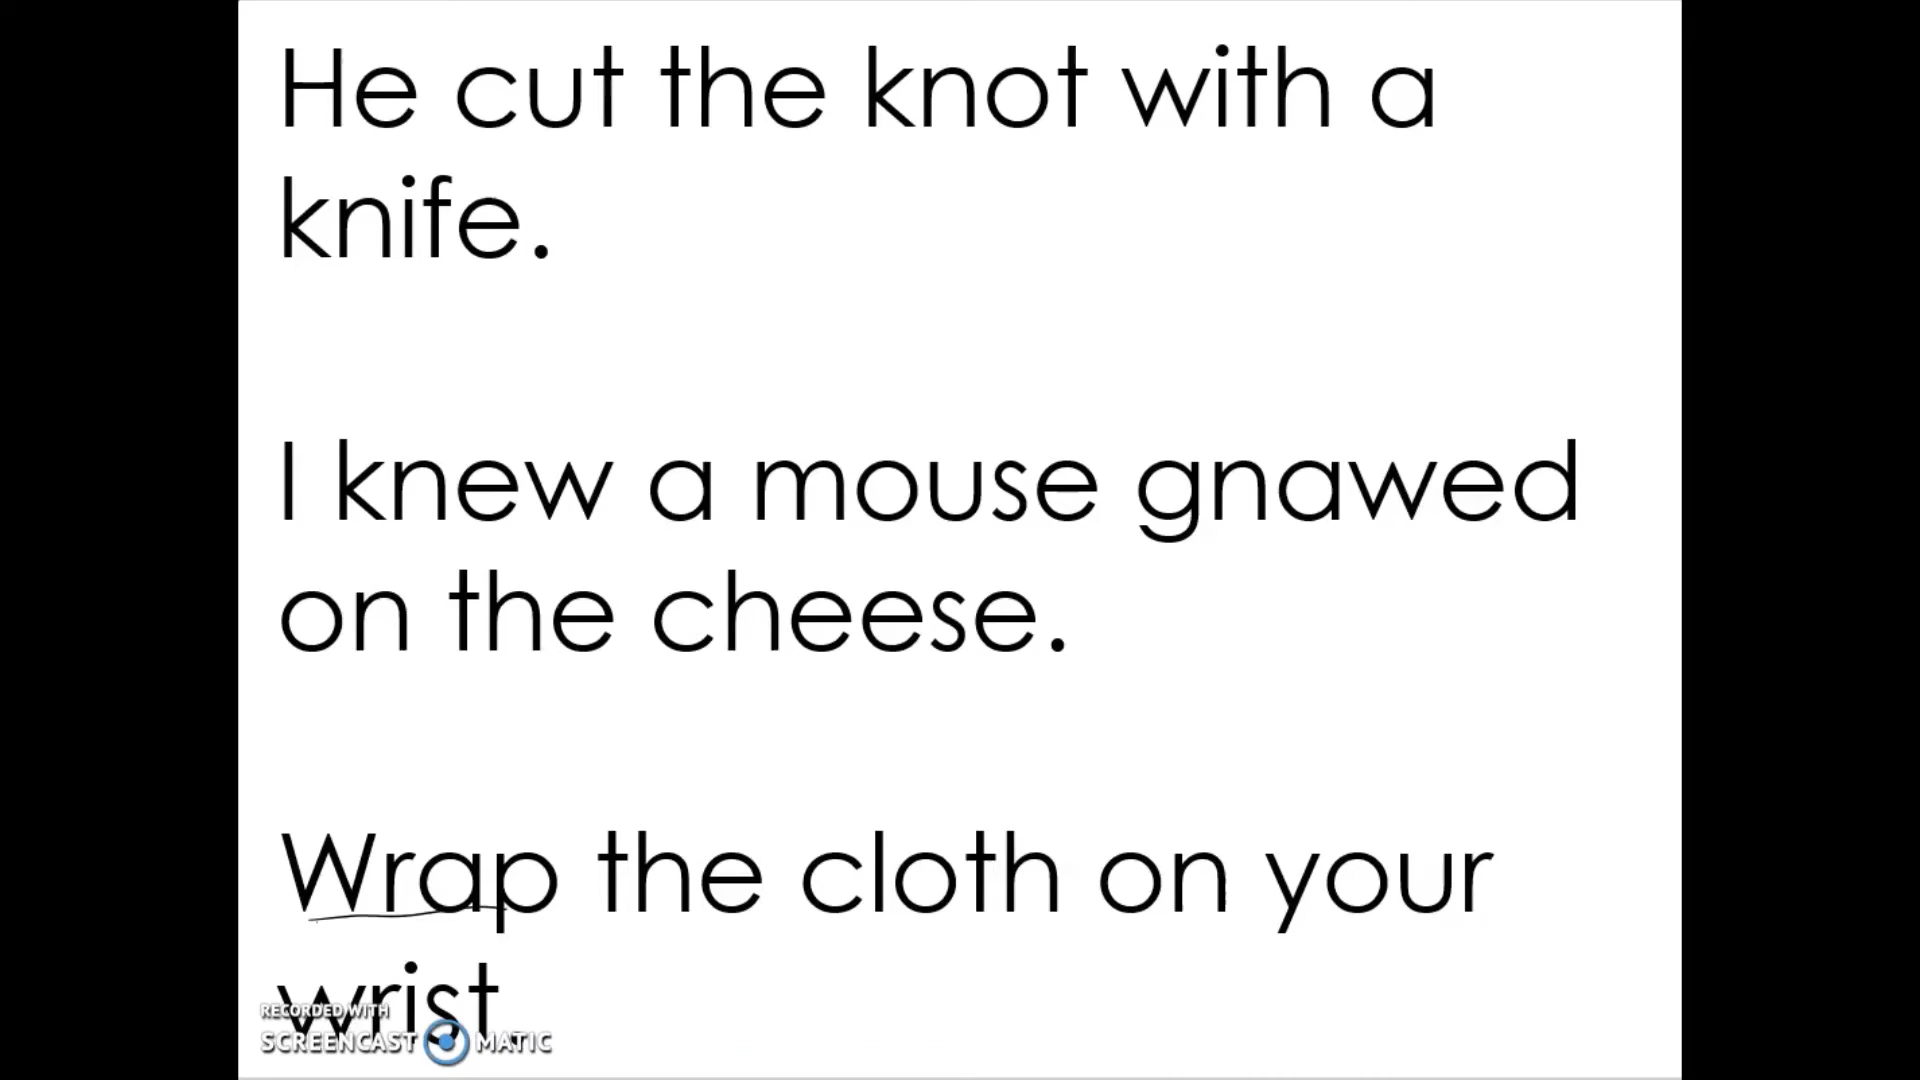 He cut the knot with a
knife.
I knew a mouse gnawed
on the cheese.
Wrap the cloth on your
wrist
RECORDED WITH
SCREENCAST MATIC